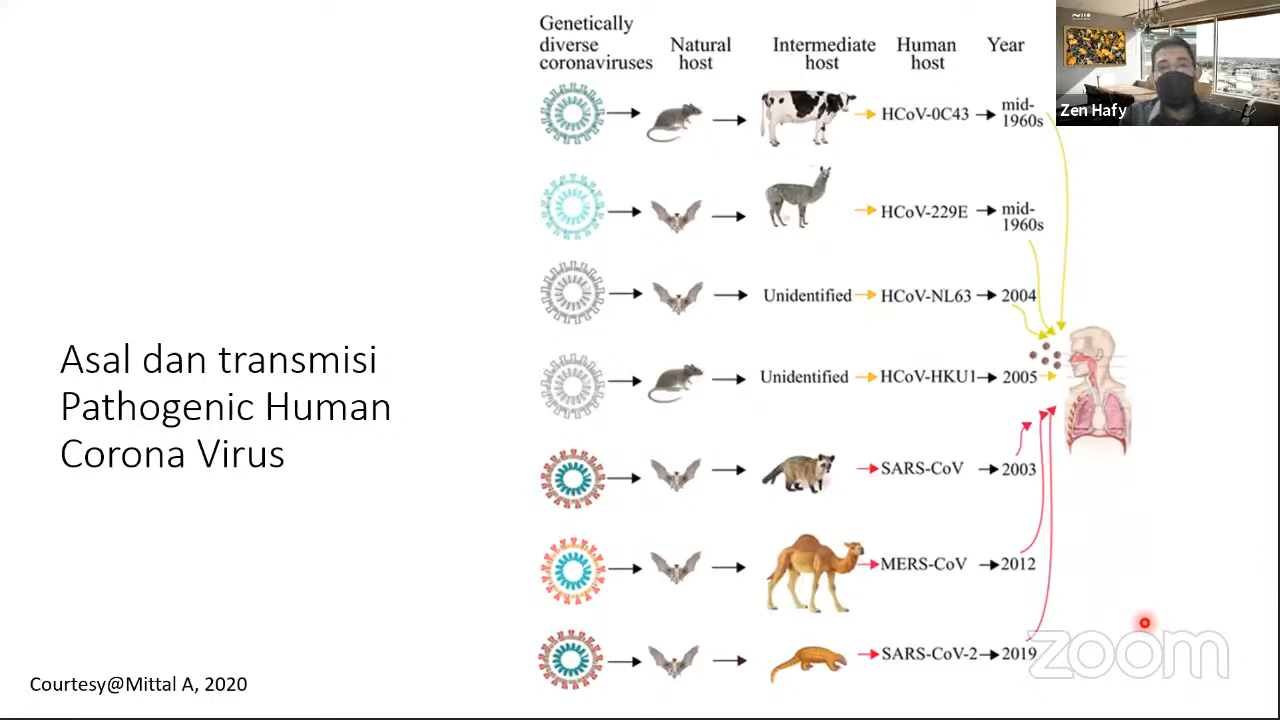 Genetically
diverse
coronaviruses
Natural
host
Intermediate
host
Human
host
Year
Zen Hafy
HCoV-0C43
mid-
1960s
HCoV-229E
mid-
1960s
Unidentified
HCoV-NL63
2004
Unidentified
HCoV-HKU1
2005
Asal dan transmisi
Pathogenic Human
Corona Virus
SARS-CoV
2003
MERS-CoV
2012
SARS-CoV-2
2019
zoom
Courtesy@Mittal A, 2020